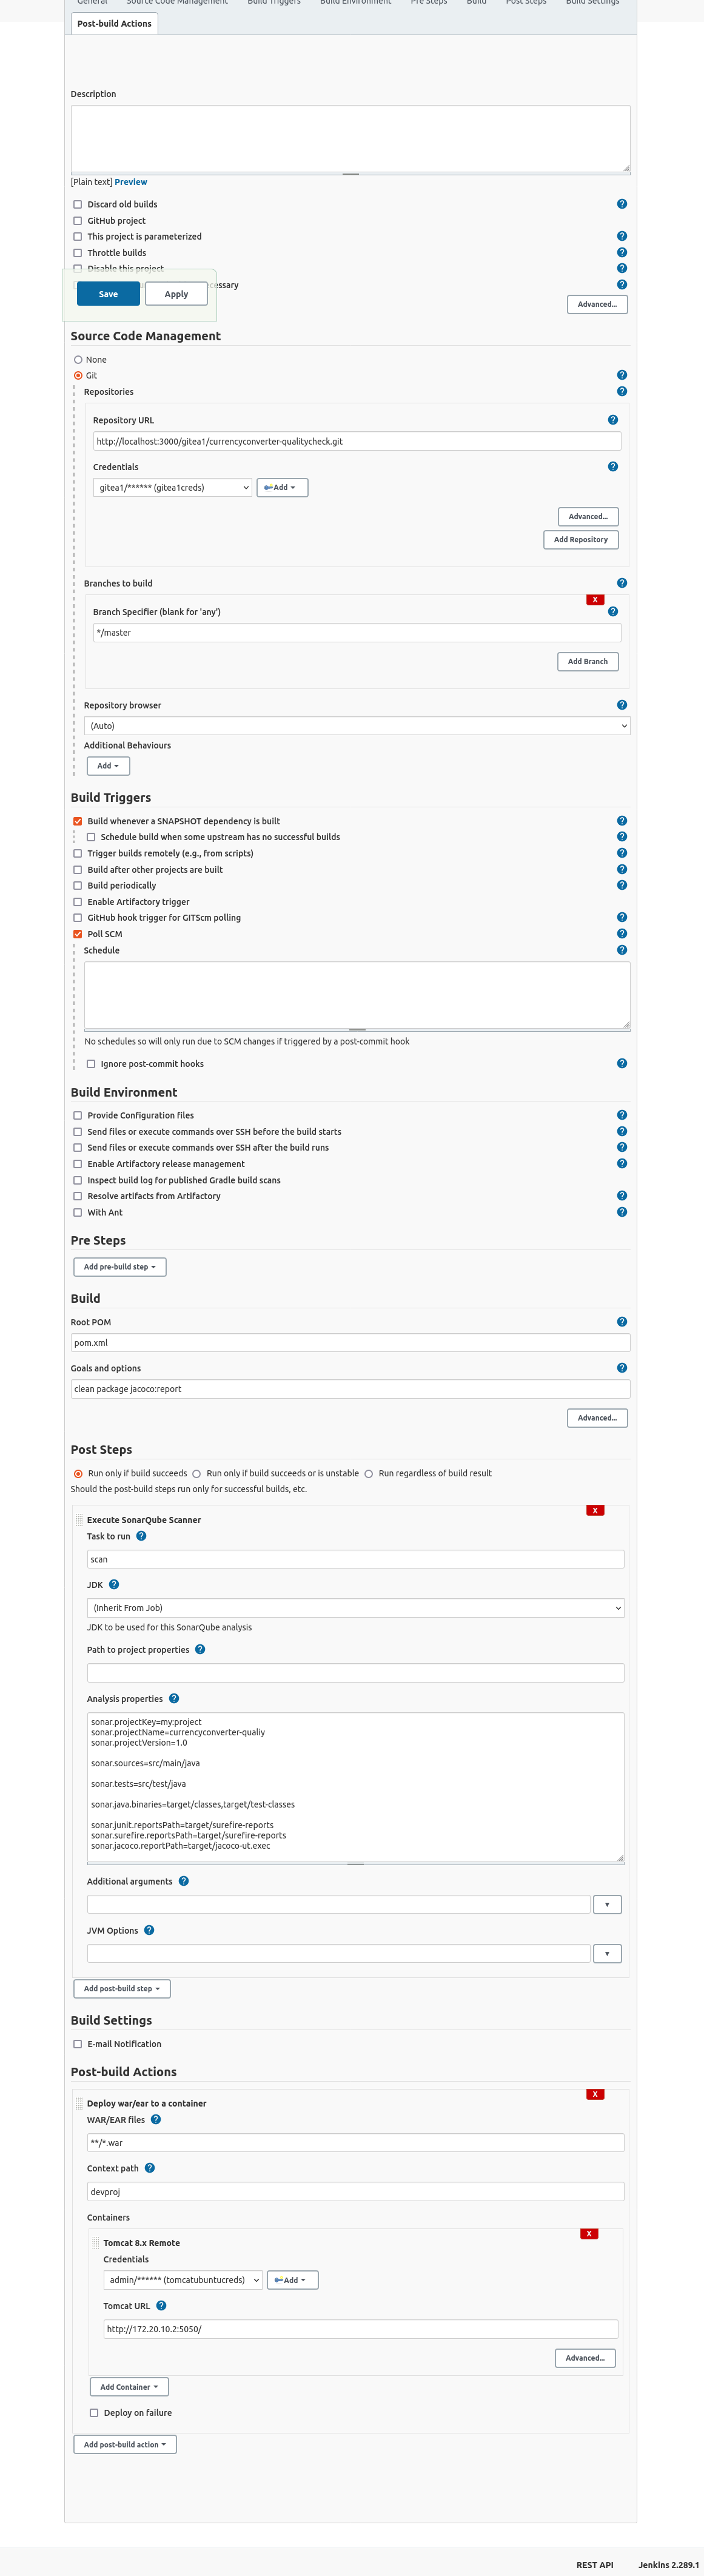 General Source Code Management Build Triggers Build Environment Pre Steps Build Post Steps Build Settings
Post-build Actions
Description
[Plain text] Preview
Discard old builds
GitHub project
This project is parameterized
Throttle builds
Disable this project
cessary
Save Apply
Advanced...
Source Code Management
None
Git
Repositories
Repository URL
http://localhost:3000/gitea1/currencyconverter-qualitycheck.git
Credentials
gitea1/****** (gitea1creds) Add
Advanced...
Add Repository
Branches to build
X
Branch Specifier (blank for 'any')
*/master
Add Branch
Repository browser
(Auto)
Additional Behaviours
Add
Build Triggers
Build whenever a SNAPSHOT dependency is built
Schedule build when some upstream has no successful builds
Trigger builds remotely (e.g., from scripts)
Build after other projects are built
Build periodically
Enable Artifactory trigger
GitHub hook trigger for GITScm polling
Poll SCM
Schedule
No schedules so will only run due to SCM changes if triggered by a post-commit hook
Ignore post-commit hooks
Build Environment
Provide Configuration files
Send files or execute commands over SSH before the build starts
Send files or execute commands over SSH after the build runs
Enable Artifactory release management
Inspect build log for published Gradle build scans
Resolve artifacts from Artifactory
With Ant
Pre Steps
Add pre-build step
Build
Root POM
pom.xml
Goals and options
clean package jacoco:report
Advanced...
Post Steps
Run only if build succeeds Run only if build succeeds or is unstable Run regardless of build result
Should the post-build steps run only for successful builds, etc.
X
Execute SonarQube Scanner
Task to run
scan
JDK
(Inherit From Job)
JDK to be used for this SonarQube analysis
Path to project properties
Analysis properties
sonar.projectKey=my:project
sonar.projectName=currencyconverter-qualiy
sonar.projectVersion=1.0
sonar.sources=src/main/java
sonar.tests=src/test/java
sonar.java.binaries=target/classes,target/test-classes
sonar.junit.reportsPath=target/surefire-reports
sonar.surefire.reportsPath=target/surefire-reports
sonar.jacoco.reportPath=target/jacoco-ut.exec
Additional arguments
JVM Options
Add post-build step
Build Settings
E-mail Notification
Post-build Actions
X
Deploy war/ear to a container
WAR/EAR files
**/*.war
Context path
devproj
Containers
X
Tomcat 8.x Remote
Credentials
admin/****** (tomcatubuntucreds) Add
Tomcat URL
http://172.20.10.2:5050/
Advanced...
Add Container
Deploy on failure
Add post-build action
REST API Jenkins 2.289.1